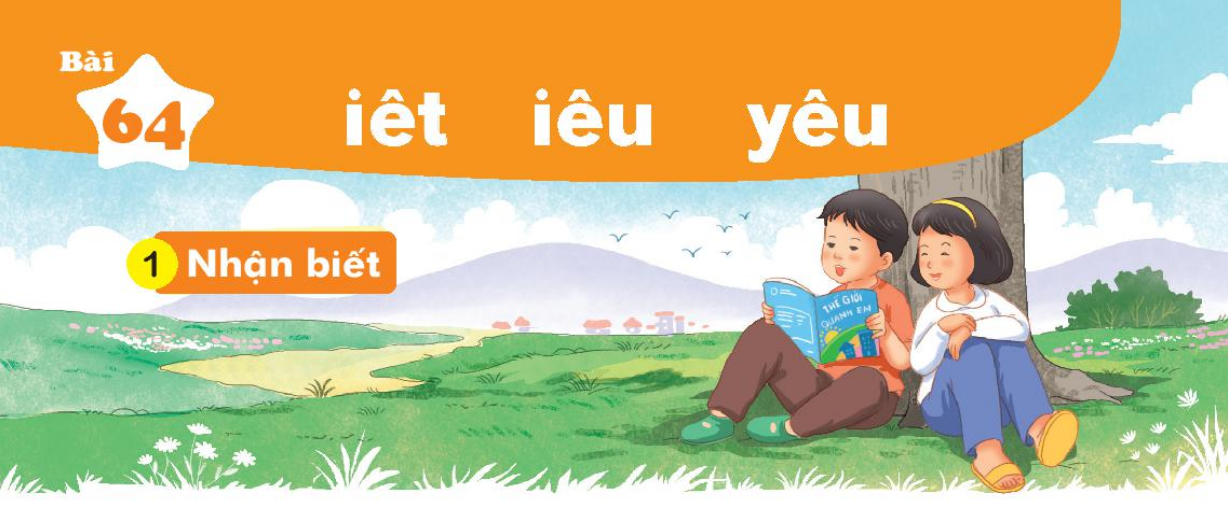 Bài
64
iêt iêu yêu
1 Nhận biết
THẾ GIỚI
QUANH EM